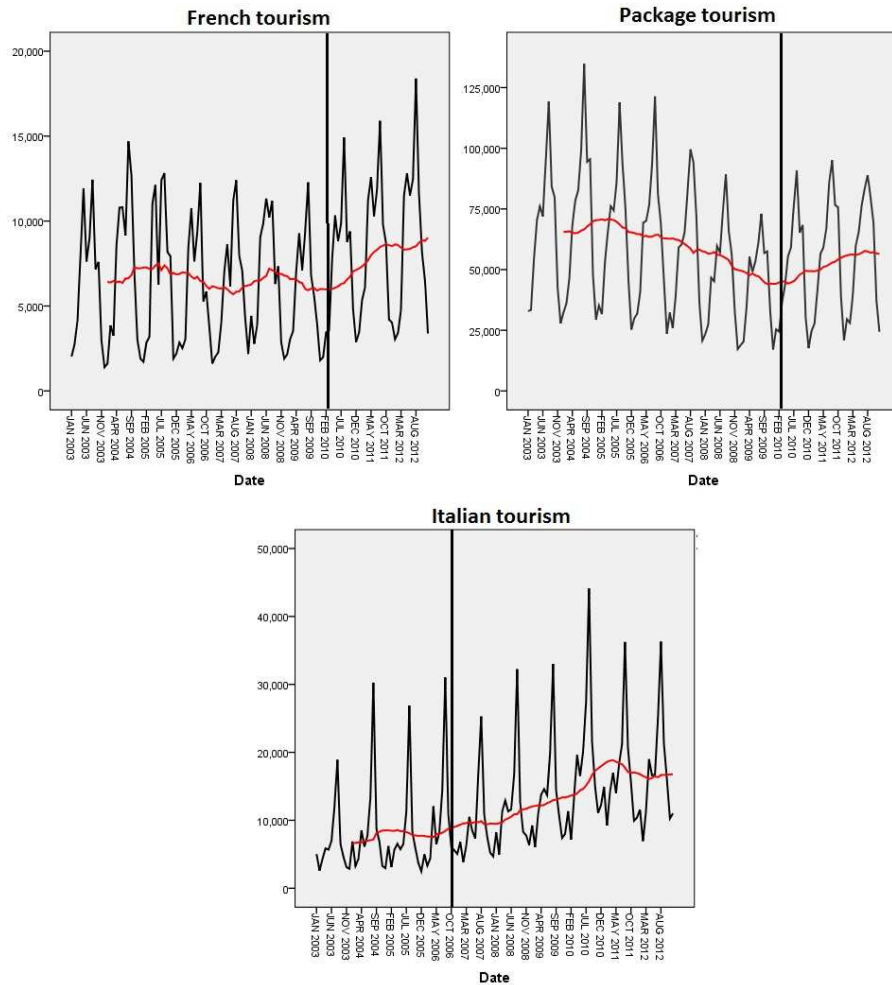 French tourism
20,000
15,000
10,000
5,000
0
JAN 2003
JUN 2003
NOV 2003
APR 2004
SEP 2004
FEB 2005
JUL 2005
DEC 2005
MAY 2006
OCT 2006
MAR 2007
AUG 2007
JAN 2008
JUN 2008
NOV 2008
APR 2009
SEP 2009
FEB 2010
JUL 2010
DEC 2010
MAY 2011
OCT 2011
MAR 2012
AUG 2012
Date
Package tourism
125,000
100,000
75,000
50,000
25,000
0
JAN 2003
JUN 2003
NOV 2003
APR 2004
SEP 2004
FEB 2005
JUL 2005
DEC 2005
MAY 2006
OCT 2006
MAR 2007
AUG 2007
JAN 2008
JUN 2008
NOV 2008
APR 2009
SEP 2009
FEB 2010
JUL 2010
DEC 2010
MAY 2011
OCT 2011
MAR 2012
AUG 2012
Date
Italian tourism
50,000
40,000
30,000
20,000
10,000
0
JAN 2003
JUN 2003
NOV 2003
APR 2004
SEP 2004
FEB 2005
JUL 2005
DEC 2005
MAY 2006
OCT 2006
MAR 2007
AUG 2007
JAN 2008
JUN 2008
NOV 2008
APR 2009
SEP 2009
FEB 2010
JUL 2010
DEC 2010
MAY 2011
OCT 2011
MAR 2012
AUG 2012
Date